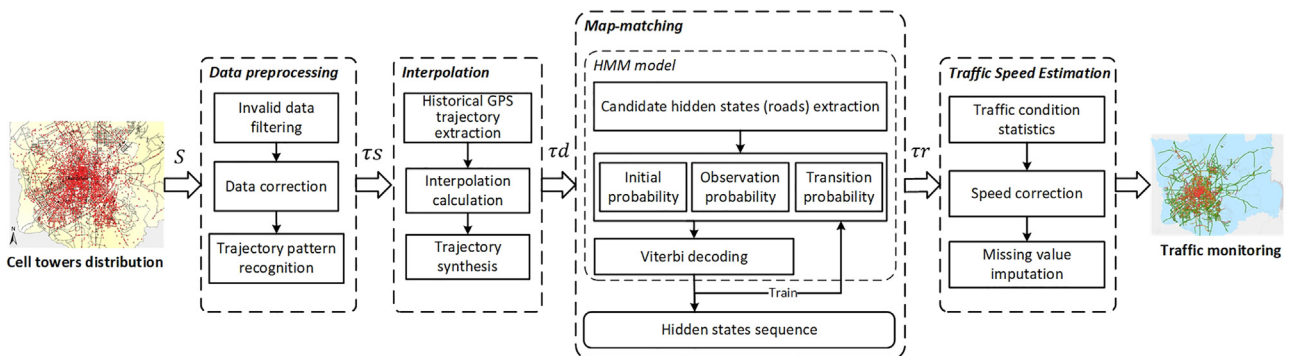 Cell towers distribution
S
Data preprocessing
Invalid data
filtering
Data correction
Trajectory pattern
recognition
τs
Interpolation
Historical GPS
trajectory
extraction
Interpolation
calculation
Trajectory
synthesis
τd
Map-matching
HMM model
Candidate hidden states (roads) extraction
Initial
probability
Observation
probability
Transition
probability
Viterbi decoding
Train
Hidden states sequence
τr
Traffic Speed Estimation
Traffic condition
statistics
Speed correction
Missing value
imputation
Traffic monitoring